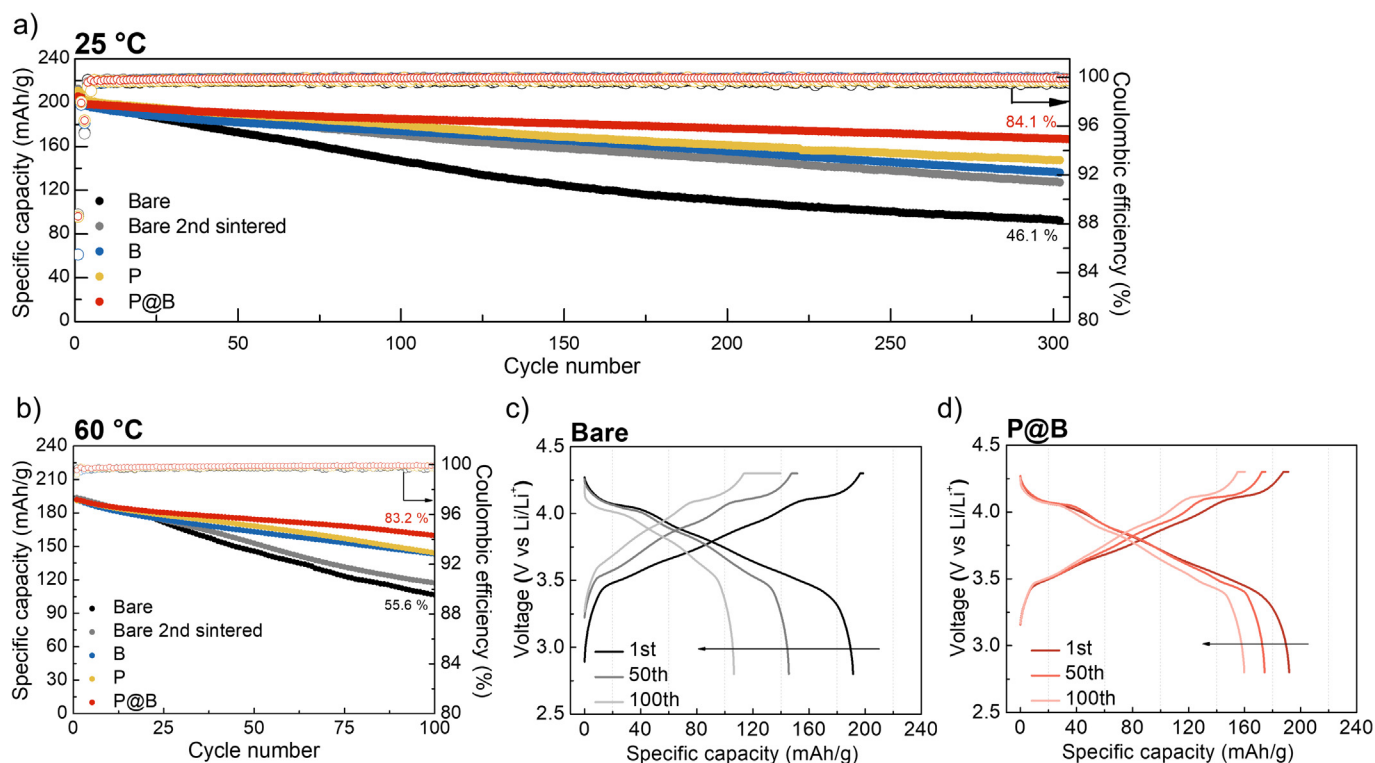 a)
25 °C
240
200
160
120
80
40
0
Specific capacity (mAh/g)
100
96
92
88
84
80
Coulombic efficiency (%)
84.1 %
46.1 %
Bare
Bare 2nd sintered
B
P
P@B
0 50 100 150 200 250 300
Cycle number
b)
60 °C
240
210
180
150
120
90
60
30
0
Specific capacity (mAh/g)
100
96
92
88
84
80
Coulombic efficiency (%)
83.2 %
55.6 %
Bare
Bare 2nd sintered
B
P
P@B
0 25 50 75 100
Cycle number
c)
Bare
4.5
4.0
3.5
3.0
2.5
Voltage (V vs Li/Li⁺)
1st
50th
100th
0 40 80 120 160 200 240
Specific capacity (mAh/g)
d)
P@B
4.5
4.0
3.5
3.0
2.5
Voltage (V vs Li/Li⁺)
1st
50th
100th
0 40 80 120 160 200 240
Specific capacity (mAh/g)